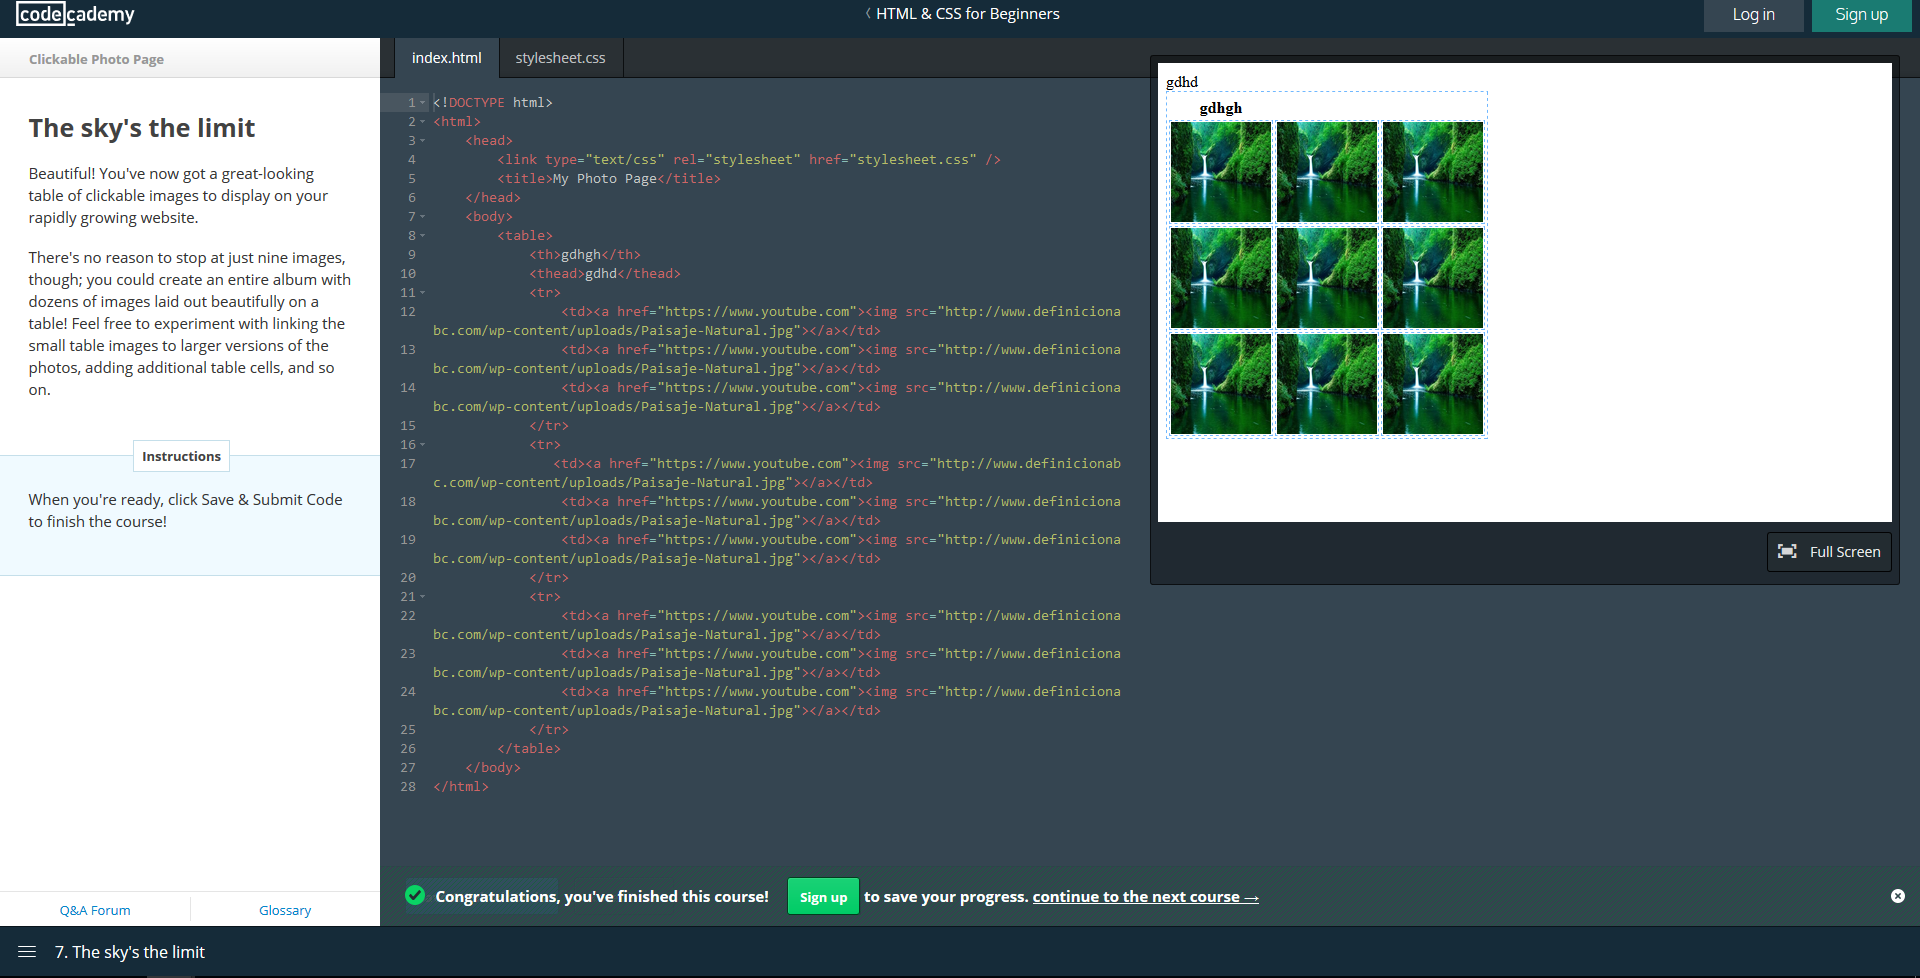 codecademy
〈 HTML & CSS for Beginners
Log in
Sign up
Clickable Photo Page
The sky's the limit
Beautiful! You've now got a great-looking
table of clickable images to display on your
rapidly growing website.
There's no reason to stop at just nine images,
though; you could create an entire album with
dozens of images laid out beautifully on a
table! Feel free to experiment with linking the
small table images to larger versions of the
photos, adding additional table cells, and so
on.
Instructions
When you're ready, click Save & Submit Code
to finish the course!
Q&A Forum
Glossary
index.html
stylesheet.css
1 <!DOCTYPE html>
2 <html>
3 <head>
4 <link type="text/css" rel="stylesheet" href="stylesheet.css" />
5 <title>My Photo Page</title>
6 </head>
7 <body>
8 <table>
9 <th>gdhgh</th>
10 <thead>gdhd</thead>
11 <tr>
12 <td><a href="https://www.youtube.com"><img src="http://www.definiciona
bc.com/wp-content/uploads/Paisaje-Natural.jpg"></a></td>
13 <td><a href="https://www.youtube.com"><img src="http://www.definiciona
bc.com/wp-content/uploads/Paisaje-Natural.jpg"></a></td>
14 <td><a href="https://www.youtube.com"><img src="http://www.definiciona
bc.com/wp-content/uploads/Paisaje-Natural.jpg"></a></td>
15 </tr>
16 <tr>
17 <td><a href="https://www.youtube.com"><img src="http://www.definicionab
c.com/wp-content/uploads/Paisaje-Natural.jpg"></a></td>
18 <td><a href="https://www.youtube.com"><img src="http://www.definiciona
bc.com/wp-content/uploads/Paisaje-Natural.jpg"></a></td>
19 <td><a href="https://www.youtube.com"><img src="http://www.definiciona
bc.com/wp-content/uploads/Paisaje-Natural.jpg"></a></td>
20 </tr>
21 <tr>
22 <td><a href="https://www.youtube.com"><img src="http://www.definiciona
bc.com/wp-content/uploads/Paisaje-Natural.jpg"></a></td>
23 <td><a href="https://www.youtube.com"><img src="http://www.definiciona
bc.com/wp-content/uploads/Paisaje-Natural.jpg"></a></td>
24 <td><a href="https://www.youtube.com"><img src="http://www.definiciona
bc.com/wp-content/uploads/Paisaje-Natural.jpg"></a></td>
25 </tr>
26 </table>
27 </body>
28 </html>
gdhd
gdhgh
Full Screen
Congratulations, you've finished this course! Sign up to save your progress. continue to the next course →
7. The sky's the limit